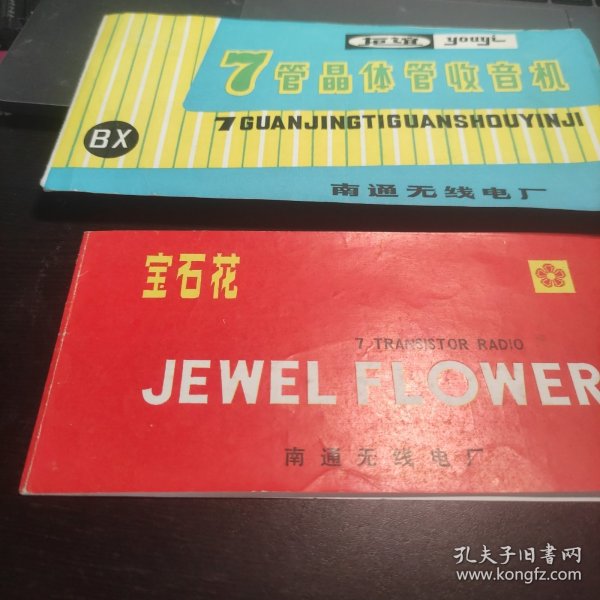 友谊 youyi
7管晶体管收音机
7 GUANJINGTIGUANSHOUYINJI
BX
南通无线电厂
宝石花
7 TRANSISTOR RADIO
JEWEL FLOWER
南通无线电厂
孔夫子旧书网
www.kongfz.com